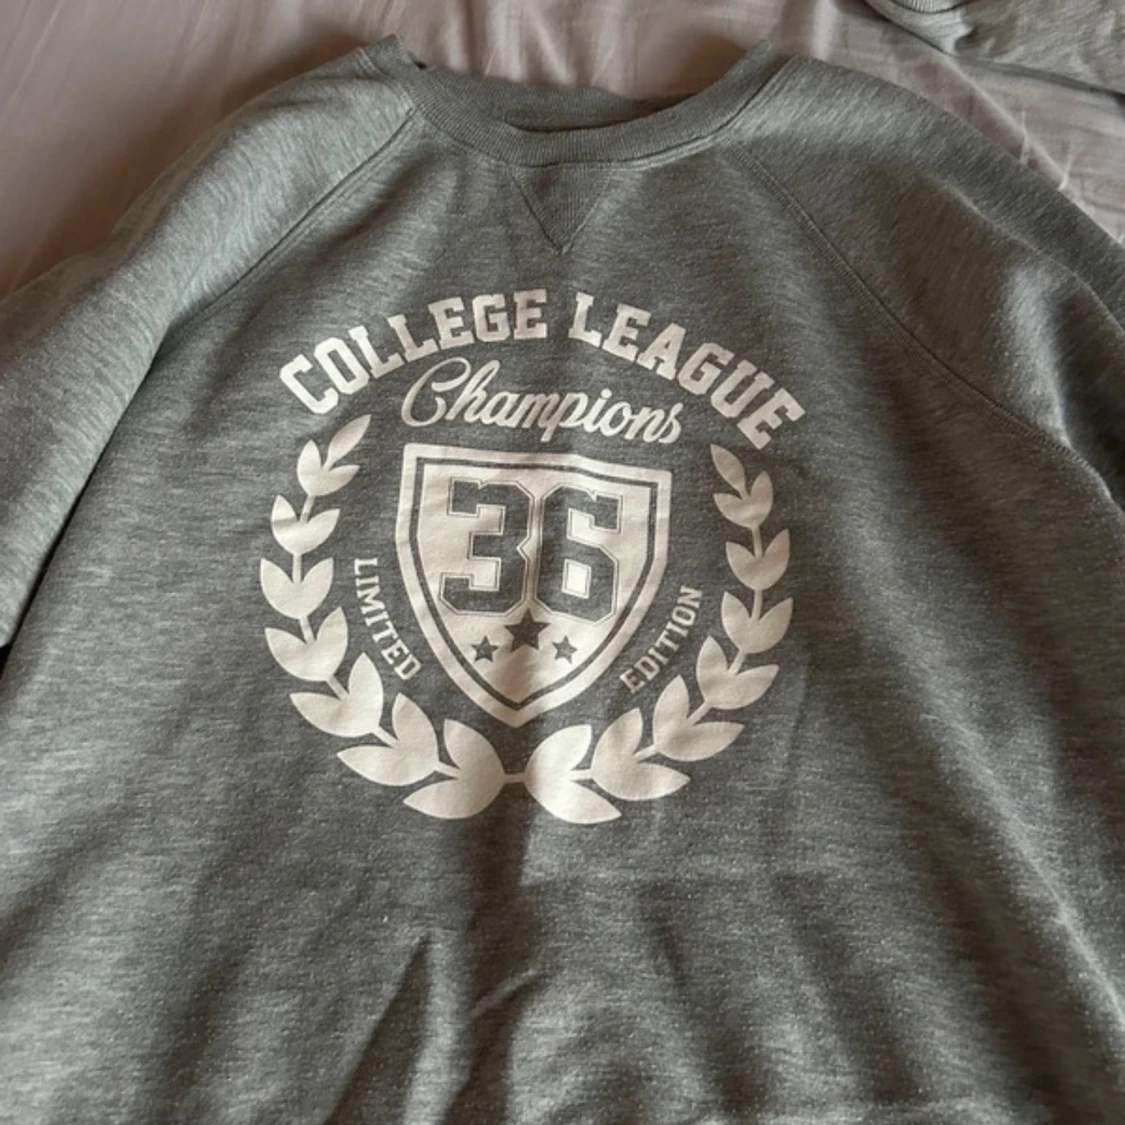 COLLEGE LEAGUE
Champions
36
LIMITED
EDITION